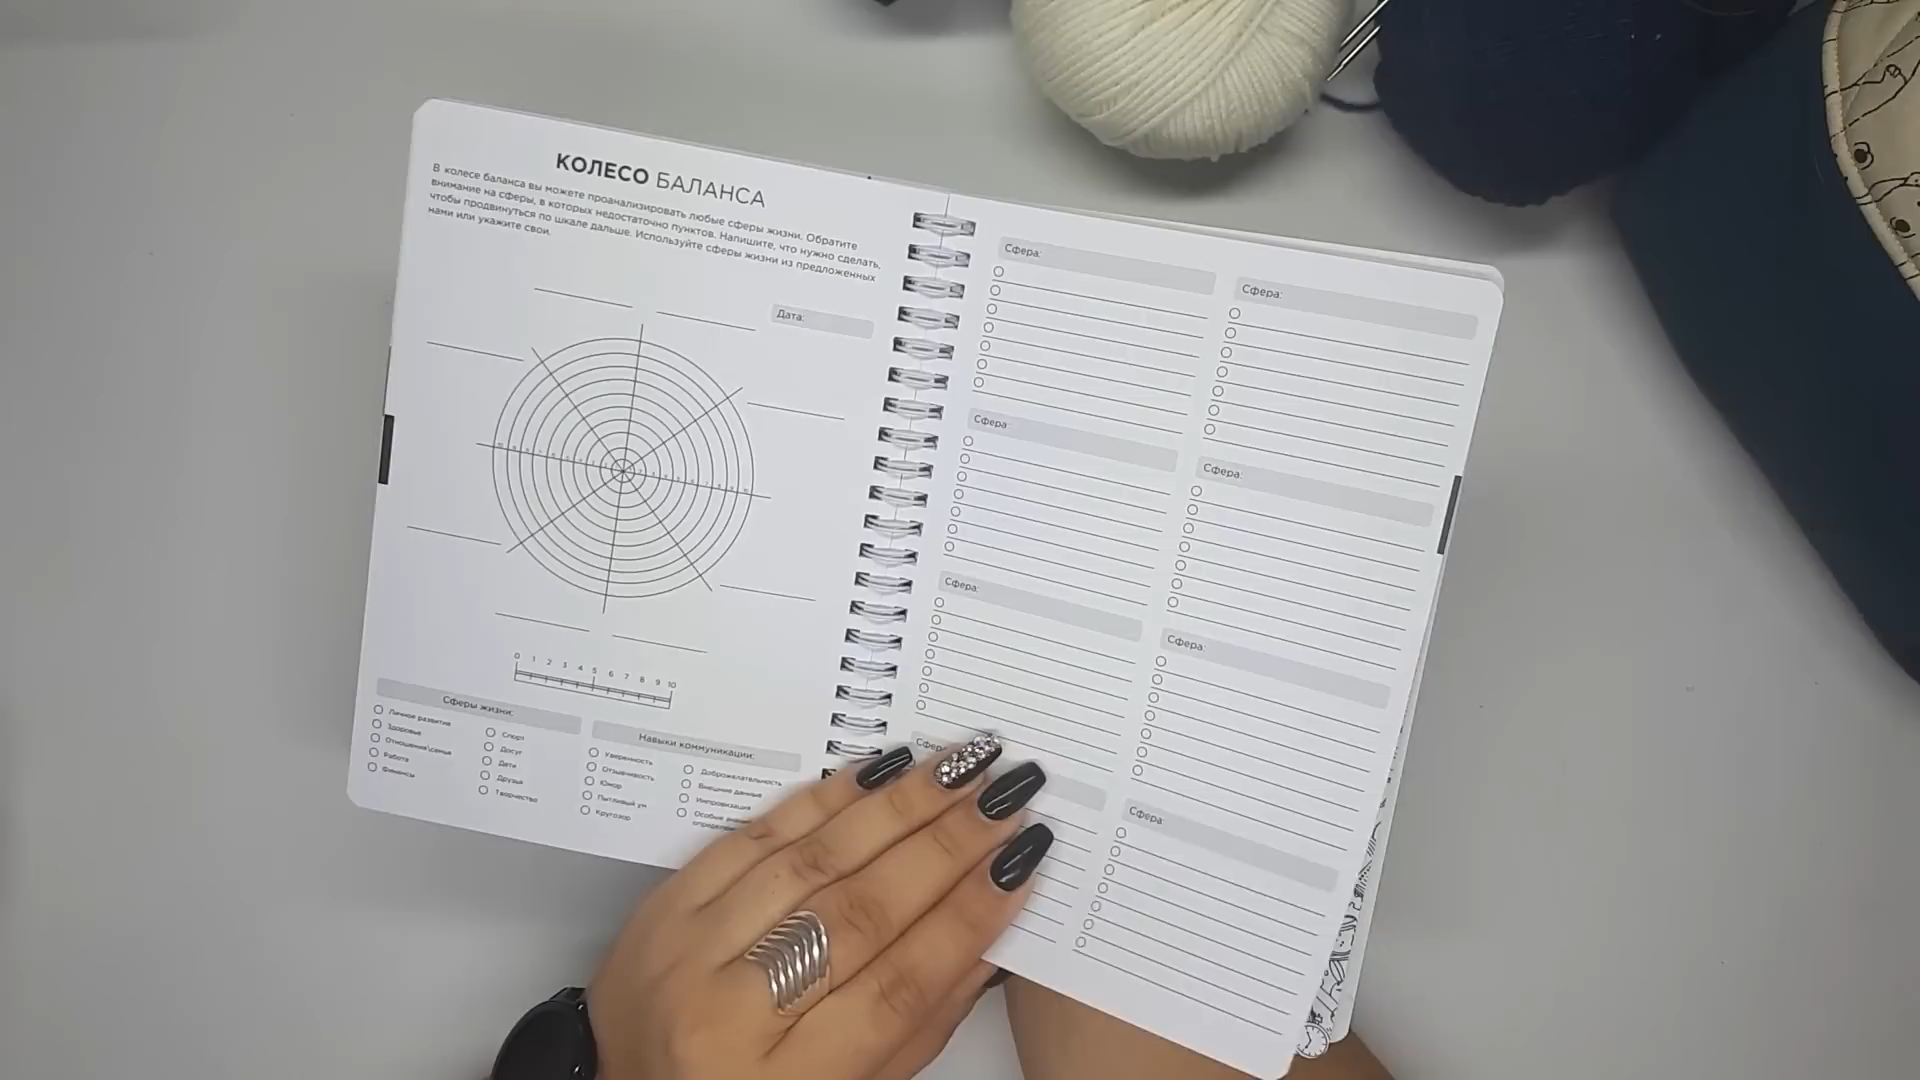 КОЛЕСО БАЛАНСА
В колесе баланса вы можете проанализировать любые сферы жизни. Обратите
внимание на сферы, в которых недостаточно пунктов. Напишите, что нужно сделать,
чтобы продвинуться по шкале дальше. Используйте сферы жизни из предложенных
нами или укажите свои.
Дата:
0 1 2 3 4 5 6 7 8 9 10
Сферы жизни:
Личное развитие
Здоровье
Отношения\семья
Работа
Финансы
Спорт
Досуг
Дети
Друзья
Творчество
Навыки коммуникации:
Уверенность
Отзывчивость
Юмор
Пытливый ум
Кругозор
Доброжелательность
Внешние данные
Импровизация
Особые
Сфера:
Сфера:
Сфера:
Сфера:
Сфера:
Сфера:
Сфера: